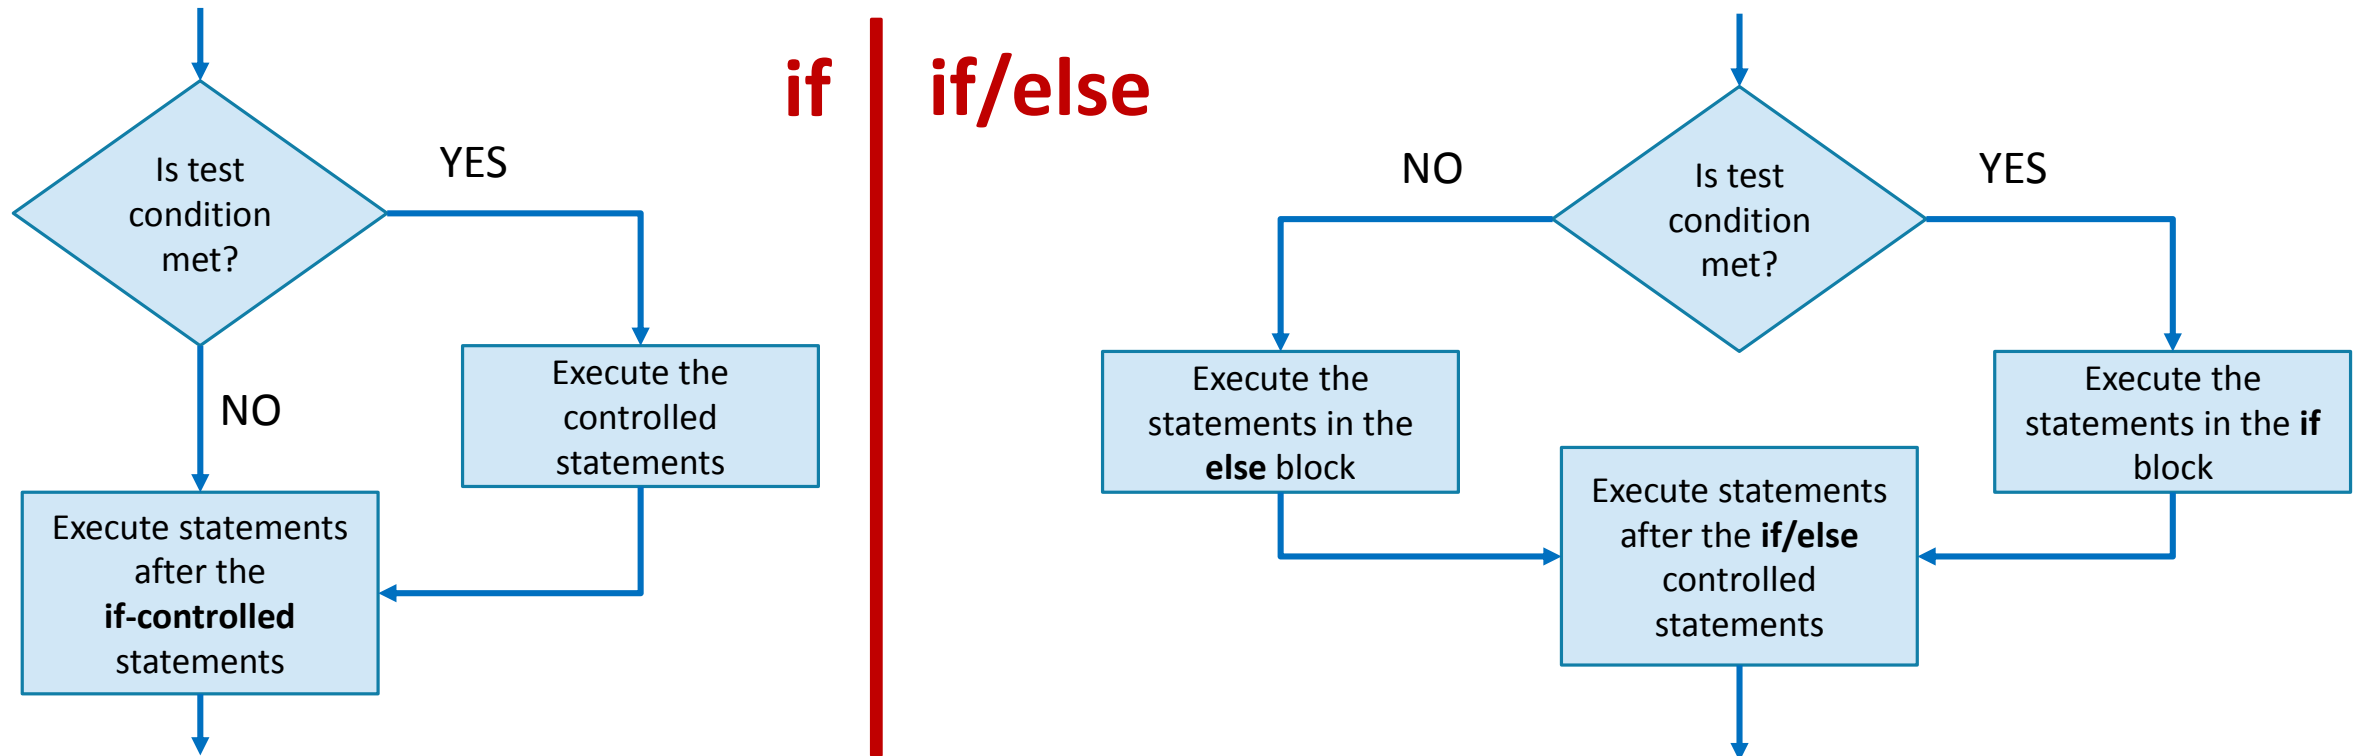 if
if/else
Is test
condition
met?
YES
NO
Execute the
controlled
statements
Execute statements
after the
if-controlled
statements
Is test
condition
met?
NO
YES
Execute the
statements in the
else block
Execute the
statements in the if
block
Execute statements
after the if/else
controlled
statements